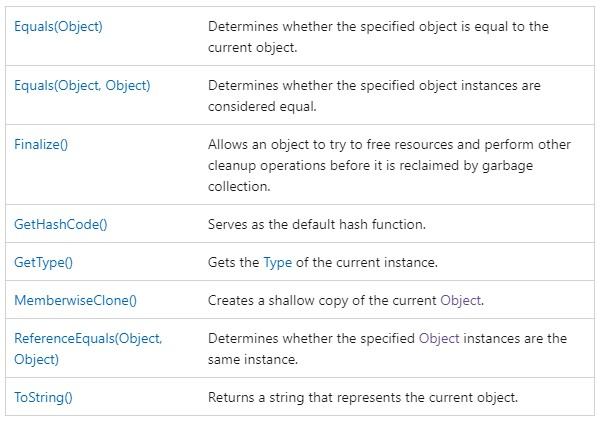 Equals(Object)
Determines whether the specified object is equal to the
current object.
Equals(Object, Object)
Determines whether the specified object instances are
considered equal.
Finalize()
Allows an object to try to free resources and perform other
cleanup operations before it is reclaimed by garbage
collection.
GetHashCode()
Serves as the default hash function.
GetType()
Gets the Type of the current instance.
MemberwiseClone()
Creates a shallow copy of the current Object.
ReferenceEquals(Object,
Object)
Determines whether the specified Object instances are the
same instance.
ToString()
Returns a string that represents the current object.